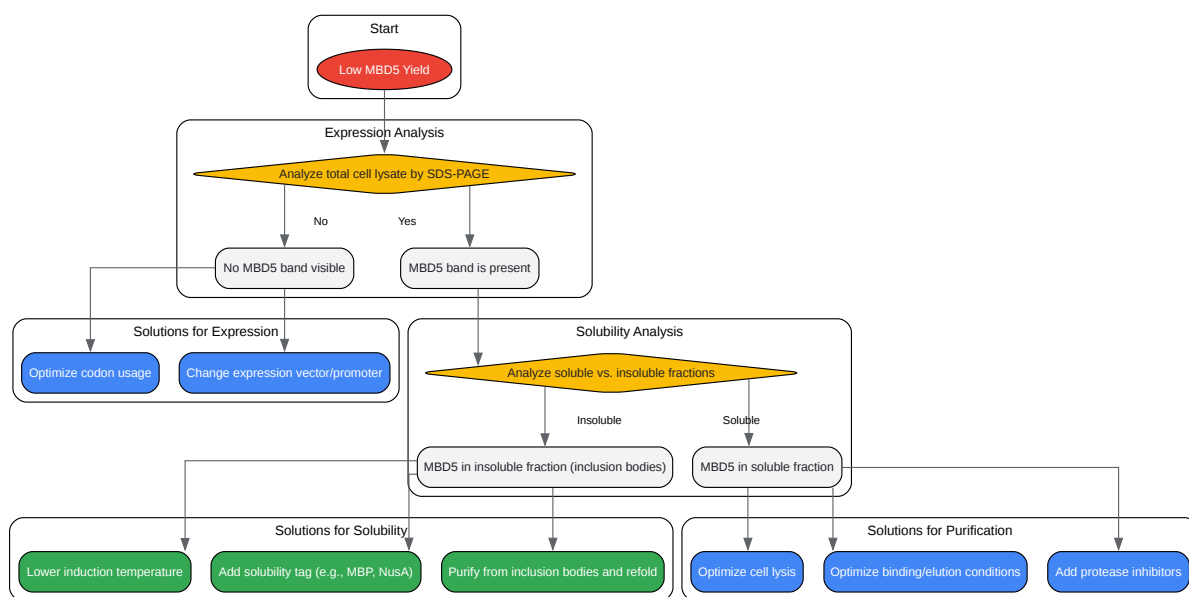 Start
Low MBD5 Yield
Expression Analysis
Analyze total cell lysate by SDS-PAGE
No
Yes
No MBD5 band visible
MBD5 band is present
Solutions for Expression
Optimize codon usage
Change expression vector/promoter
Solubility Analysis
Analyze soluble vs. insoluble fractions
Insoluble
Soluble
MBD5 in insoluble fraction (inclusion bodies)
MBD5 in soluble fraction
Solutions for Solubility
Lower induction temperature
Add solubility tag (e.g., MBP, NusA)
Purify from inclusion bodies and refold
Solutions for Purification
Optimize cell lysis
Optimize binding/elution conditions
Add protease inhibitors